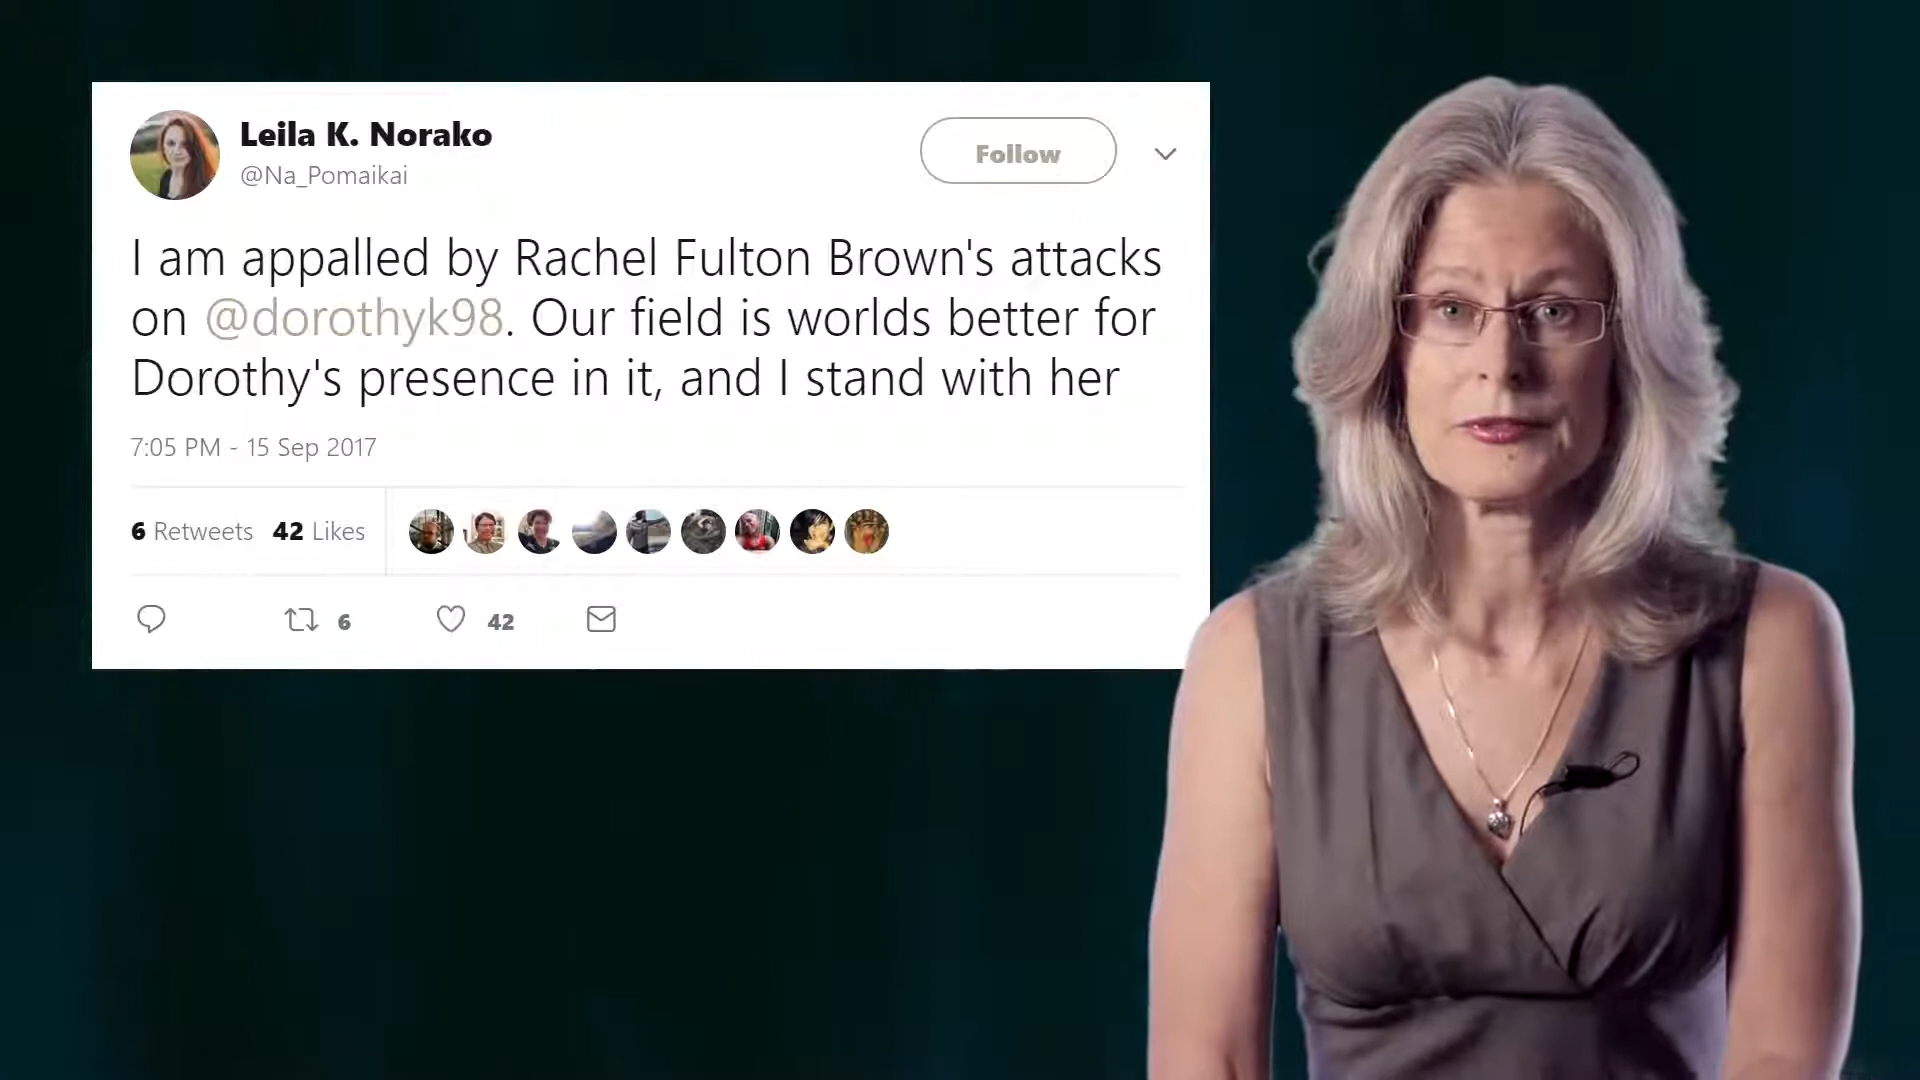 Leila K. Norako
@Na_Pomaikai
Follow
I am appalled by Rachel Fulton Brown's attacks
on @dorothyk98. Our field is worlds better for
Dorothy's presence in it, and I stand with her
7:05 PM - 15 Sep 2017
6 Retweets 42 Likes
6 42